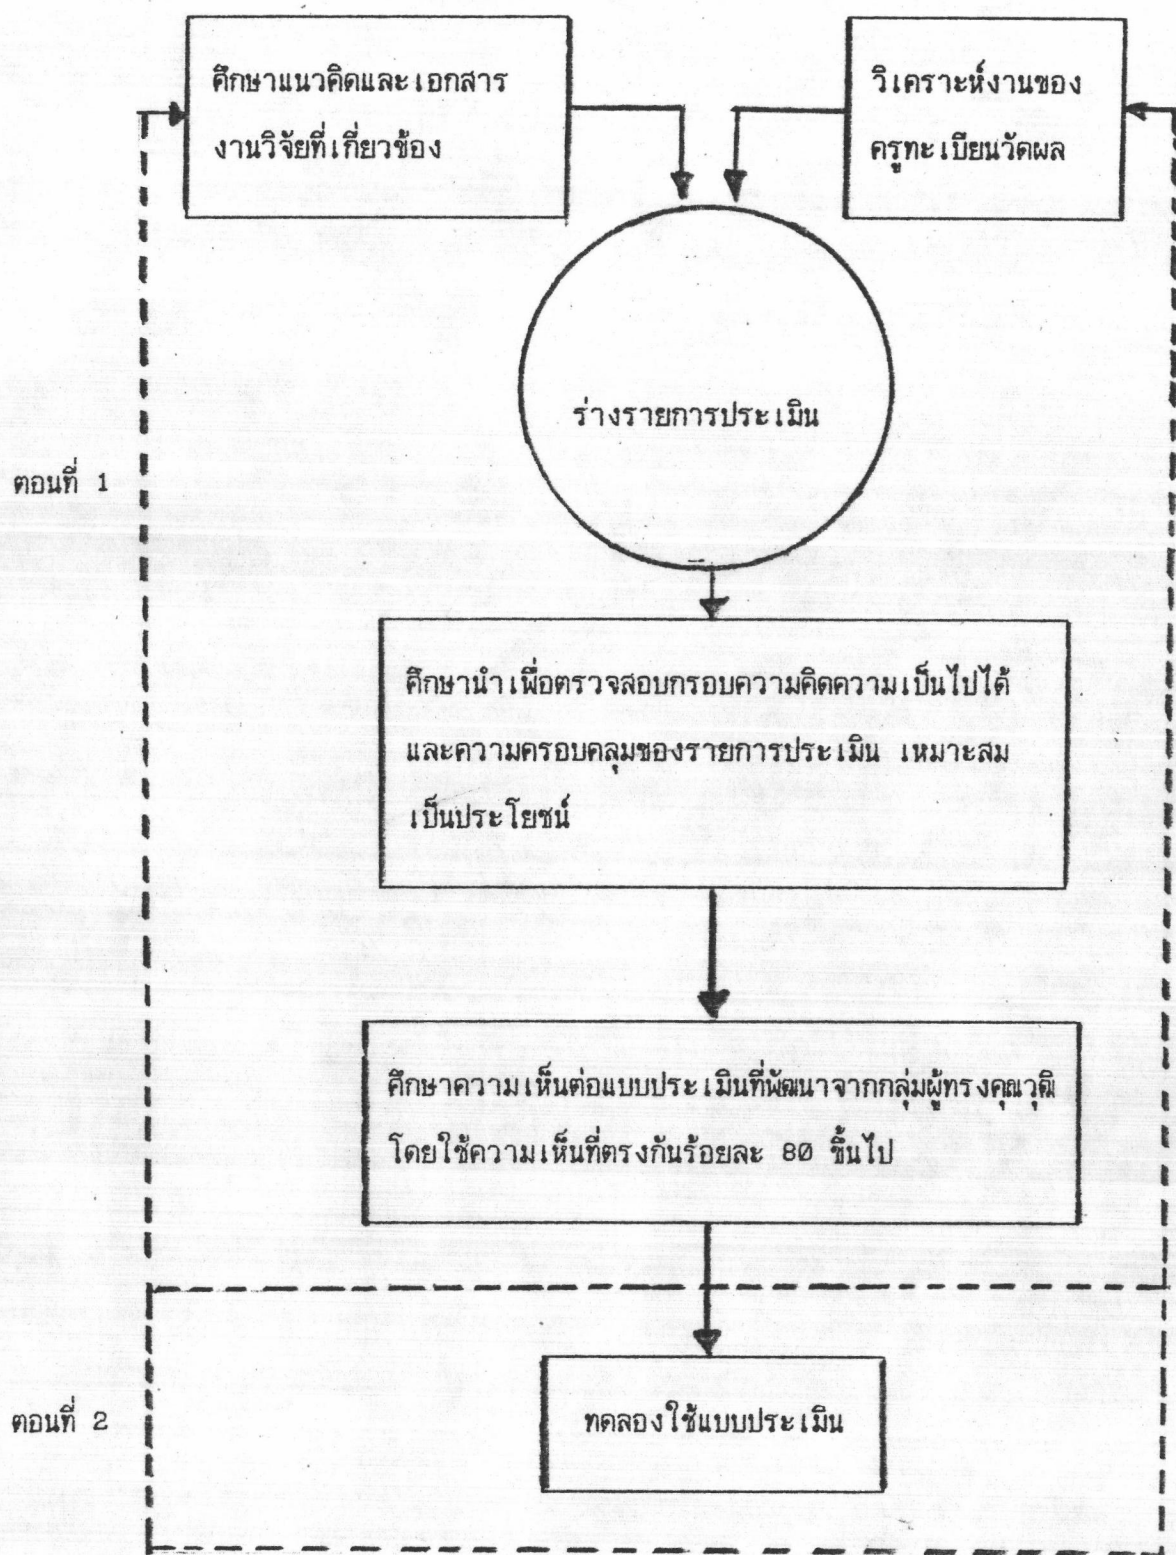 ศึกษาแนวคิดและเอกสาร
งานวิจัยที่เกี่ยวข้อง
วิเคราะห์งานของ
ครูทะเบียนวัดผล
ร่างรายการประเมิน
ตอนที่ 1
ศึกษานำเพื่อตรวจสอบกรอบความคิดความเป็นไปได้
และความครอบคลุมของรายการประเมิน เหมาะสม
เป็นประโยชน์
ศึกษาความเห็นต่อแบบประเมินที่พัฒนาจากกลุ่มผู้ทรงคุณวุฒิ
โดยใช้ความเห็นที่ตรงกันร้อยละ 80 ขึ้นไป
ตอนที่ 2
ทดลองใช้แบบประเมิน